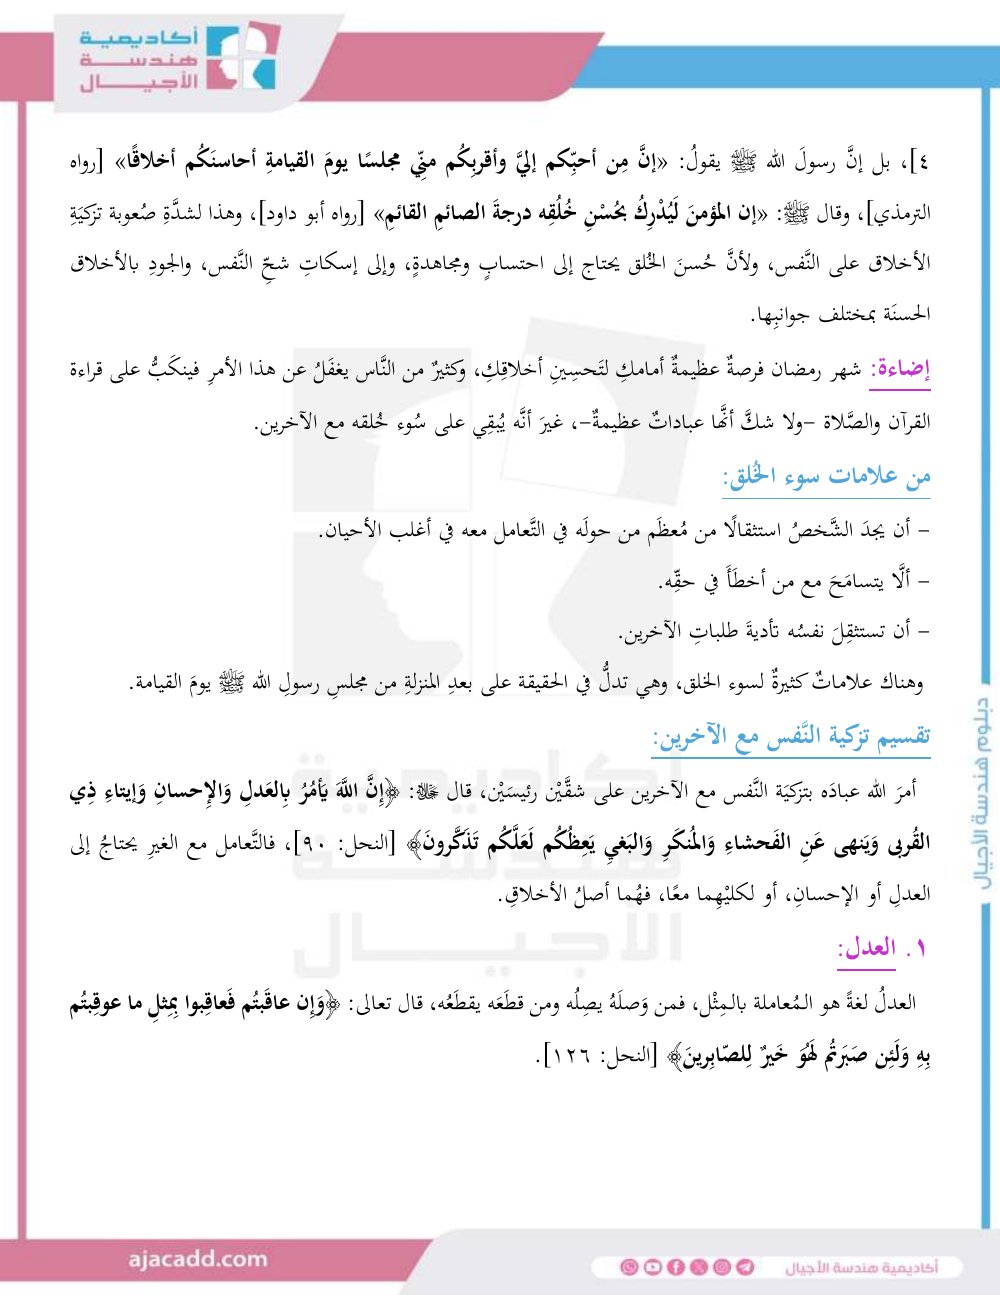 أكاديمية
هندسة
الأجيال
٤]، بل إنَّ رسولَ الله ﷺ يقولُ: «إنَّ مِن أحبِّكم إليَّ وأقربِكُم منِّي مجلسًا يومَ القيامةِ أحاسنَكُم أخلاقًا» [رواه
الترمذي]، وقال ﷺ: «إن المؤمنَ لَيُدْرِكُ بحُسْنِ خُلُقِه درجةَ الصائمِ القائمِ» [رواه أبو داود]، وهذا لشدَّةِ صُعوبة تزكيَةِ
الأخلاق على النَّفس، ولأنَّ حُسنَ الخُلق يحتاج إلى احتسابٍ ومجاهدةٍ، وإلى إسكاتِ شحِّ النَّفس، والجودِ بالأخلاق
الحسنَة بمختلف جوانبِها.
إضاءة: شهر رمضان فرصةٌ عظيمةٌ أمامكِ لتَحسِينِ أخلاقِكِ، وكثيرٌ من النَّاس يغفَلُ عن هذا الأمرِ فينكَبُّ على قراءة
القرآن والصَّلاة –ولا شكَّ أنَّها عباداتٌ عظيمةٌ–، غيرَ أنَّه يُبقِي على سُوء خُلقه مع الآخرين.
من علامات سوء الخُلق:
– أن يجدَ الشَّخصُ استثقالًا من مُعظَم من حولَه في التَّعامل معه في أغلب الأحيان.
– ألَّا يتسامَحَ مع من أخطَأَ في حقِّه.
– أن تستثقِلَ نفسُه تأديةَ طلباتِ الآخرين.
وهناك علاماتٌ كثيرةٌ لسوء الخلق، وهي تدلُّ في الحقيقة على بعدِ المنزلةِ من مجلسِ رسولِ الله ﷺ يومَ القيامة.
تقسيم تزكية النَّفس مع الآخرين:
أمرَ الله عبادَه بتزكيَة النَّفس مع الآخرين على شقَّيْن رئيسَيْن، قال ﷻ: ﴿إِنَّ اللَّهَ يَأمُرُ بِالعَدلِ وَالإِحسانِ وَإيتاءِ ذِي
القُربى وَيَنهى عَنِ الفَحشاءِ وَالمُنكَرِ وَالبَغيِ يَعِظُكُم لَعَلَّكُم تَذَكَّرونَ﴾ [النحل: ٩٠]، فالتَّعامل مع الغيرِ يحتاجُ إلى
العدلِ أو الإحسانِ، أو لكليْهِما معًا، فهُما أصلُ الأخلاقِ.
١. العدل:
العدلُ لغةً هو المُعاملة بالمِثْل، فمن وَصلَهُ يصِلُه ومن قطَعَه يقطَعُه، قال تعالى: ﴿وَإِن عاقَبتُم فَعاقِبوا بِمِثلِ ما عوقِبتُم
بِهِ وَلَئِن صَبَرتُم لَهُوَ خَيرٌ لِلصّابِرينَ﴾ [النحل: ١٢٦].
دبلوم هندسة الأجيال
أكاديمية
هندسة
الأجيال
ajacadd.com
أكاديمية هندسة الأجيال